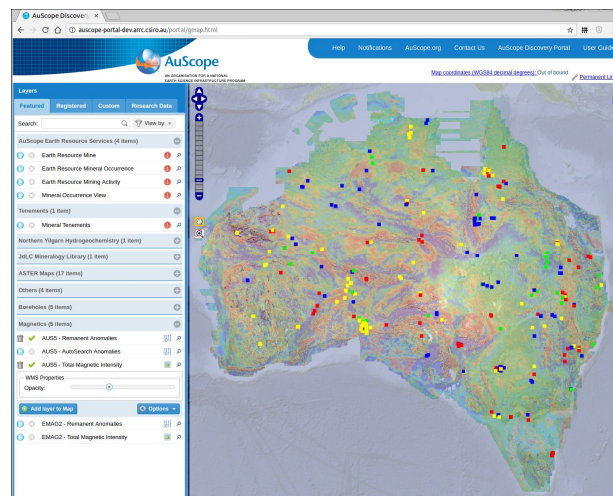 AuScope Discovery
auscope-portal-dev.arrc.csiro.au/portal/gmap.html
Help Notifications AuScope.org Contact Us AuScope Discovery Portal User Guide
AuScope
AN ORGANISATION FOR A NATIONAL
EARTH SCIENCE INFRASTRUCTURE PROGRAM
Map coordinates (WGS84 decimal degrees): Out of bound
Permanent Lin
Layers
Featured Registered Custom Research Data
Search: View by
AuScope Earth Resource Services (4 items)
Earth Resource Mine
Earth Resource Mineral Occurrence
Earth Resource Mining Activity
Mineral Occurrence View
Tenements (1 item)
Mineral Tenements
Northern Yilgarn Hydrogeochemistry (1 item)
JdLC Mineralogy Library (1 item)
ASTER Maps (17 items)
Others (4 items)
Boreholes (5 items)
Magnetics (5 items)
AUS5 - Remanent Anomalies
AUS5 - AutoSearch Anomalies
AUS5 - Total Magnetic Intensity
WMS Properties
Opacity:
Add layer to Map Options
EMAG2 - Remanent Anomalies
EMAG2 - Total Magnetic Intensity